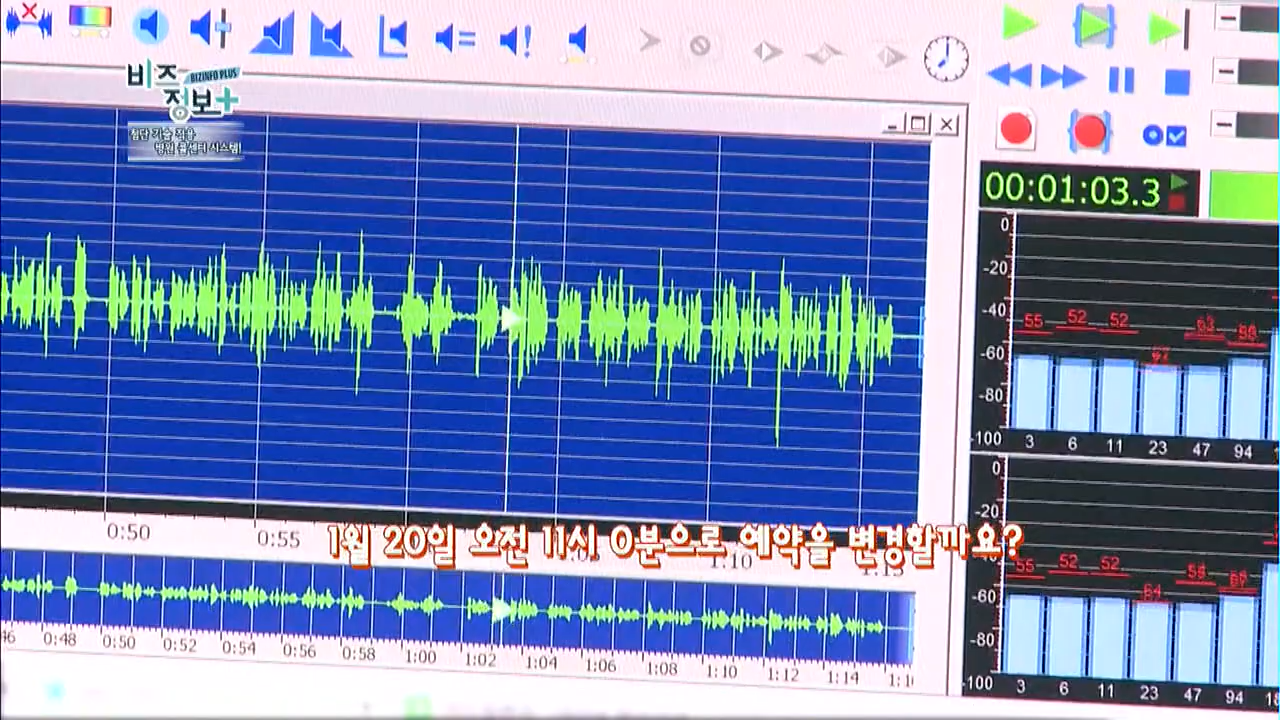 비즈 BIZINFO PLUS
정보+
첨단 기술 적용
병원 콜센터 시스템!
00:01:03.3
0
-20
-40
-60
-80
-100
55 52 52 63
3 6 11 23 47 94
0:50 0:55 1:10 1:15
1월 20일 오전 11시 0분으로 예약을 변경할까요?
0
-20
-60
-80
-100
55 52 52 64
3 6 11 23 47 94
46 0:48 0:50 0:52 0:54 0:56 0:58 1:00 1:02 1:04 1:06 1:08 1:10 1:12 1:14